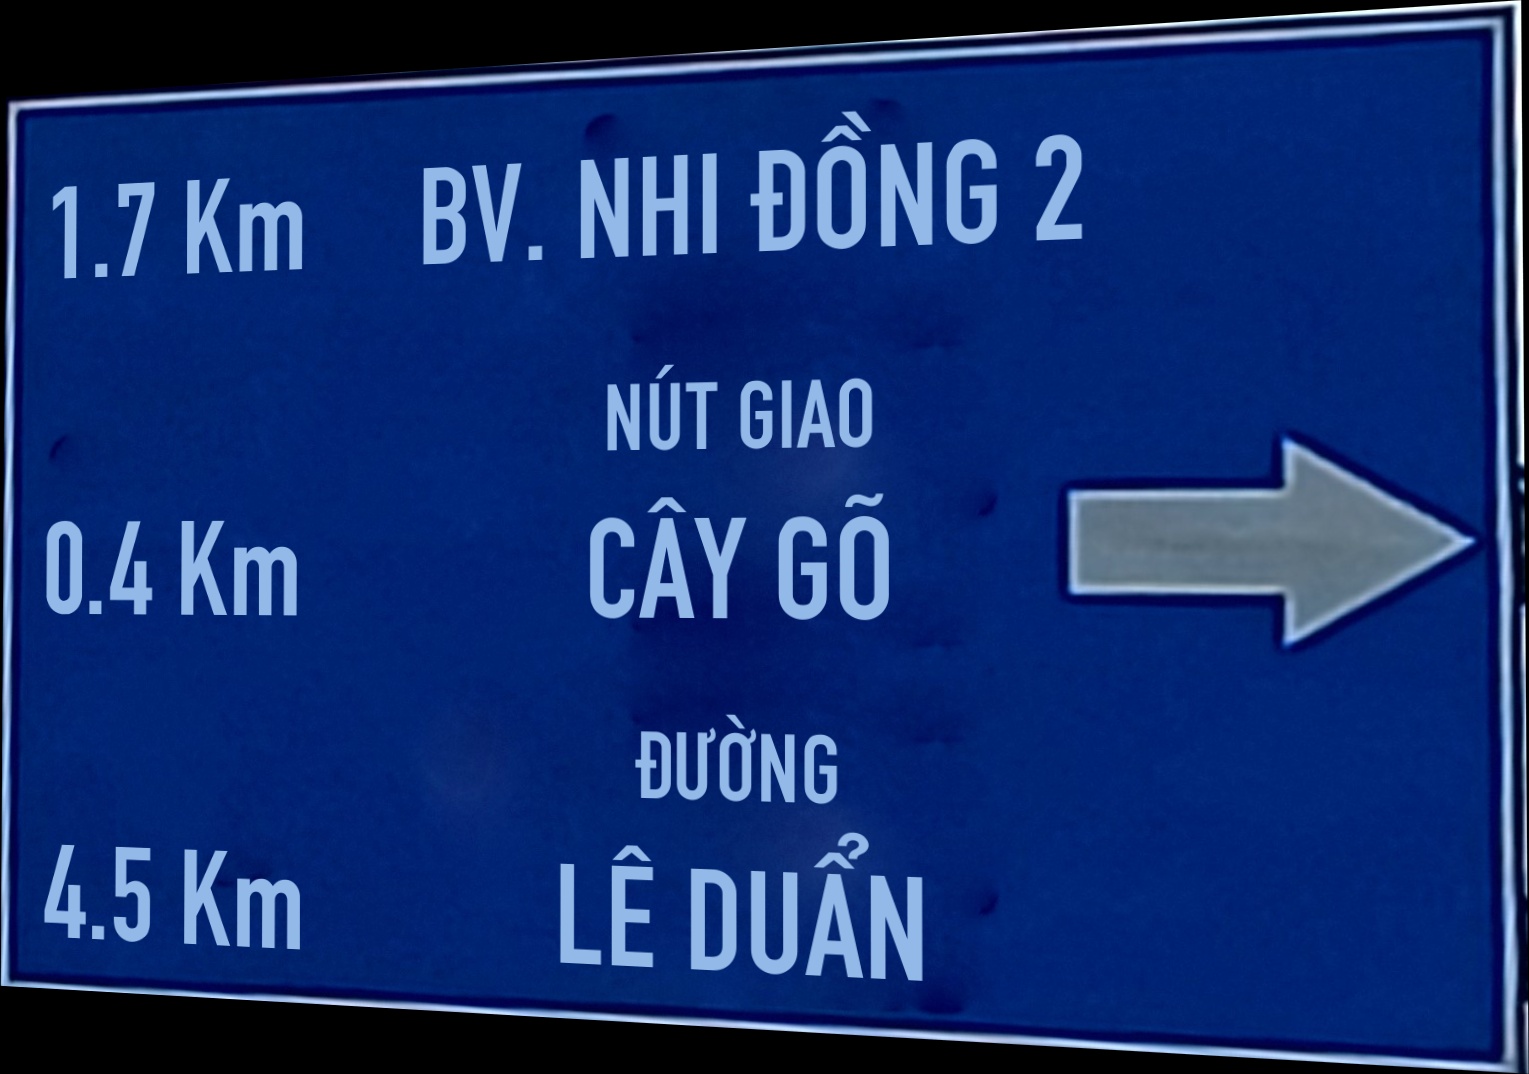 1.7 Km BV. NHI ĐỒNG 2
NÚT GIAO
0.4 Km CÂY GÕ
ĐƯỜNG
4.5 Km LÊ DUẨN